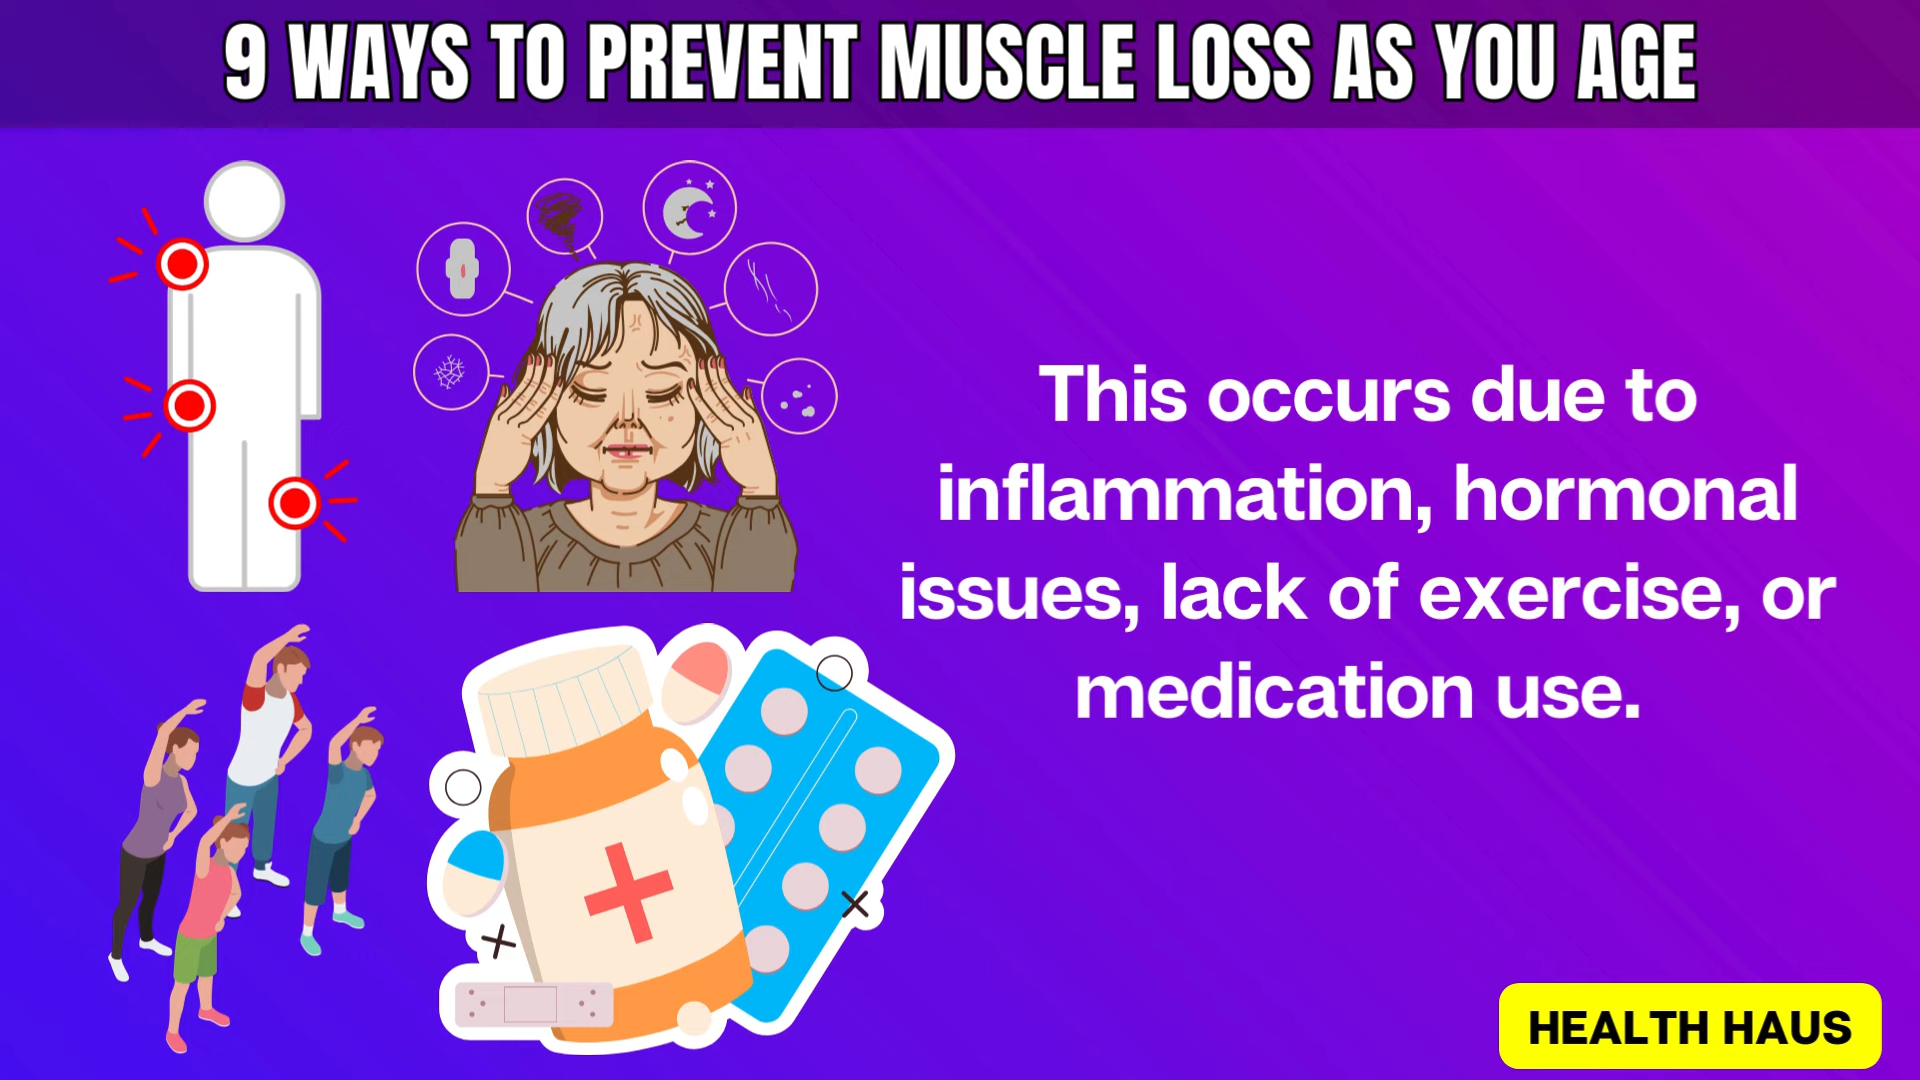 9 WAYS TO PREVENT MUSCLE LOSS AS YOU AGE
This occurs due to
inflammation, hormonal
issues, lack of exercise, or
medication use.
HEALTH HAUS